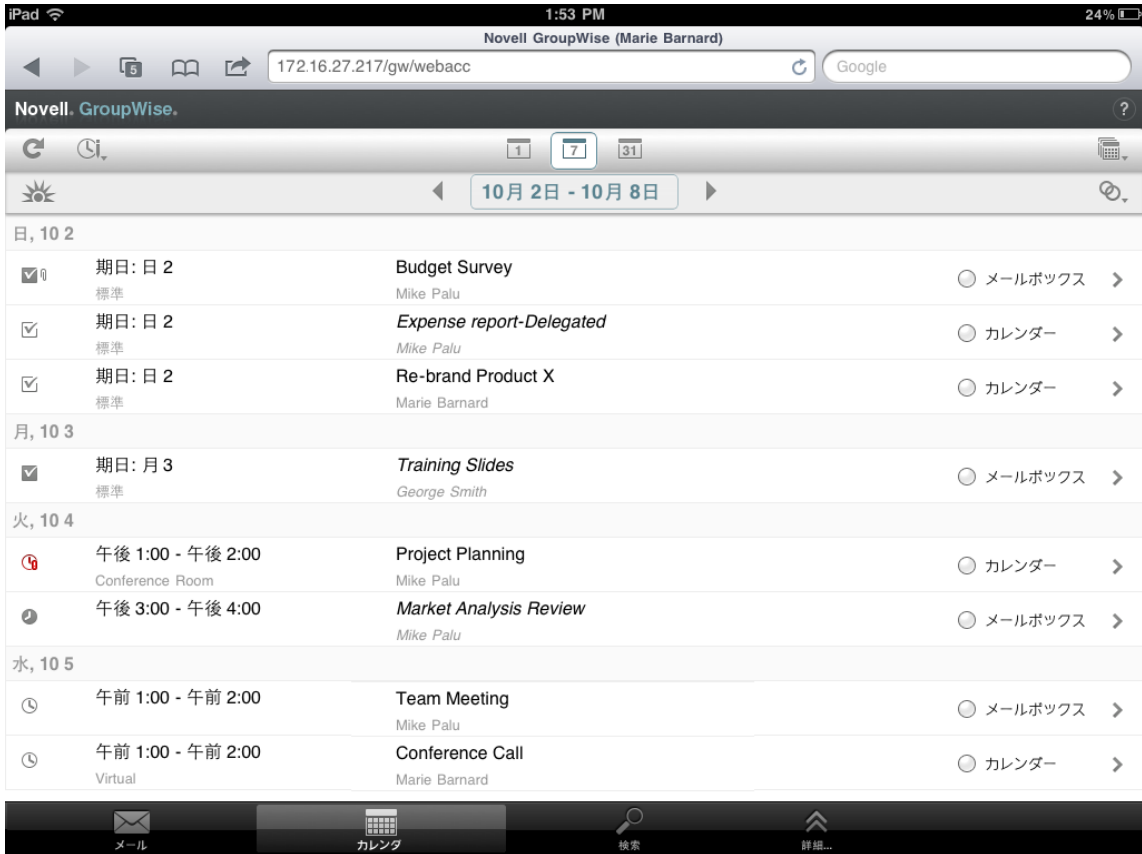 iPad 1:53 PM 24%
Novell GroupWise (Marie Barnard)
5 172.16.27.217/gw/webacc Google
Novell. GroupWise. ?
1 7 31
10月 2日 - 10月 8日
日, 10 2
期日: 日 2 Budget Survey メールボックス
標準 Mike Palu
期日: 日 2 Expense report-Delegated カレンダー
標準 Mike Palu
期日: 日 2 Re-brand Product X カレンダー
標準 Marie Barnard
月, 10 3
期日: 月 3 Training Slides メールボックス
標準 George Smith
火, 10 4
午後 1:00 - 午後 2:00 Project Planning カレンダー
Conference Room Mike Palu
午後 3:00 - 午後 4:00 Market Analysis Review メールボックス
Mike Palu
水, 10 5
午前 1:00 - 午前 2:00 Team Meeting メールボックス
Mike Palu
午前 1:00 - 午前 2:00 Conference Call カレンダー
Virtual Marie Barnard
メール カレンダ 検索 詳細...